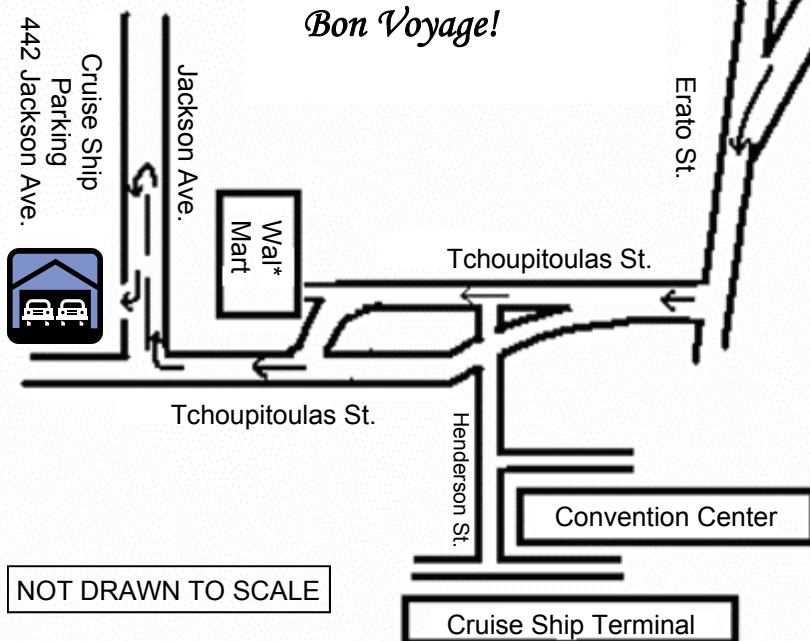 Bon Voyage!
Cruise Ship
Parking
442 Jackson Ave.
Jackson Ave.
Wal*
Mart
Erato St.
Tchoupitoulas St.
Tchoupitoulas St.
Henderson St.
Convention Center
NOT DRAWN TO SCALE
Cruise Ship Terminal